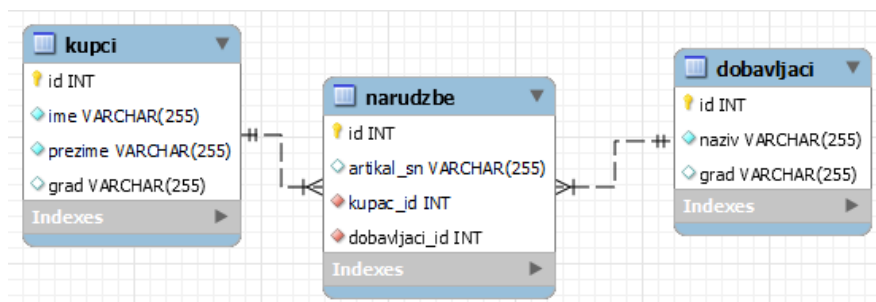 kupci
id INT
ime VARCHAR(255)
prezime VARCHAR(255)
grad VARCHAR(255)
Indexes
narudzbe
id INT
artikal_sn VARCHAR(255)
kupac_id INT
dobavljaci_id INT
Indexes
dobavljaci
id INT
naziv VARCHAR(255)
grad VARCHAR(255)
Indexes